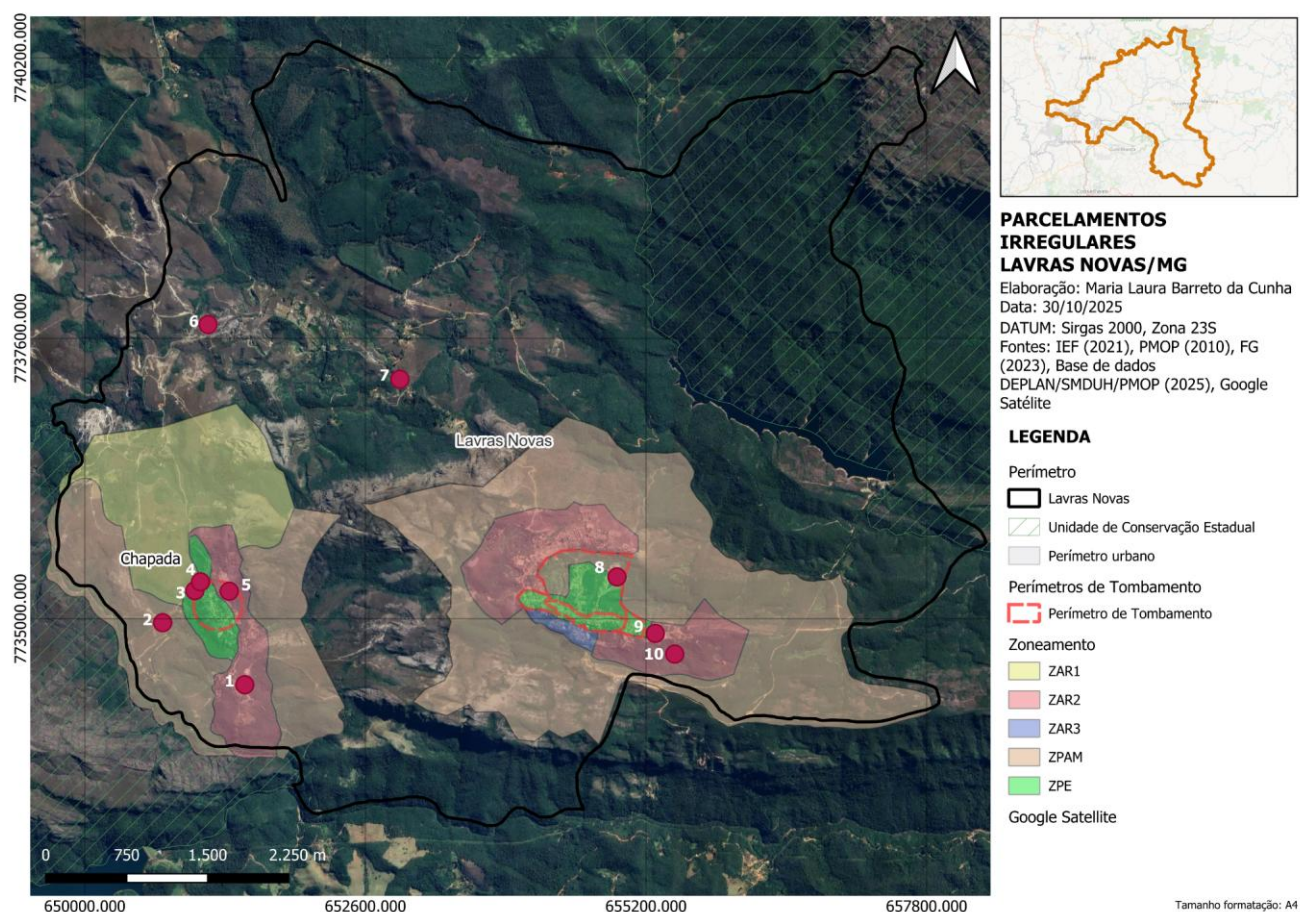 7740200.000
7737600.000
7735000.000
6
7
Lavras Novas
Chapada
4
3
5
2
1
8
9
10
0 750 1.500 2.250 m
650000.000 652600.000 655200.000 657800.000
PARCELAMENTOS
IRREGULARES
LAVRAS NOVAS/MG
Elaboração: Maria Laura Barreto da Cunha
Data: 30/10/2025
DATUM: Sirgas 2000, Zona 23S
Fontes: IEF (2021), PMOP (2010), FG
(2023), Base de dados
DEPLAN/SMDUH/PMOP (2025), Google
Satélite
LEGENDA
Perímetro
Lavras Novas
Unidade de Conservação Estadual
Perímetro urbano
Perímetros de Tombamento
Perímetro de Tombamento
Zoneamento
ZAR1
ZAR2
ZAR3
ZPAM
ZPE
Google Satellite
Tamanho formatação: A4